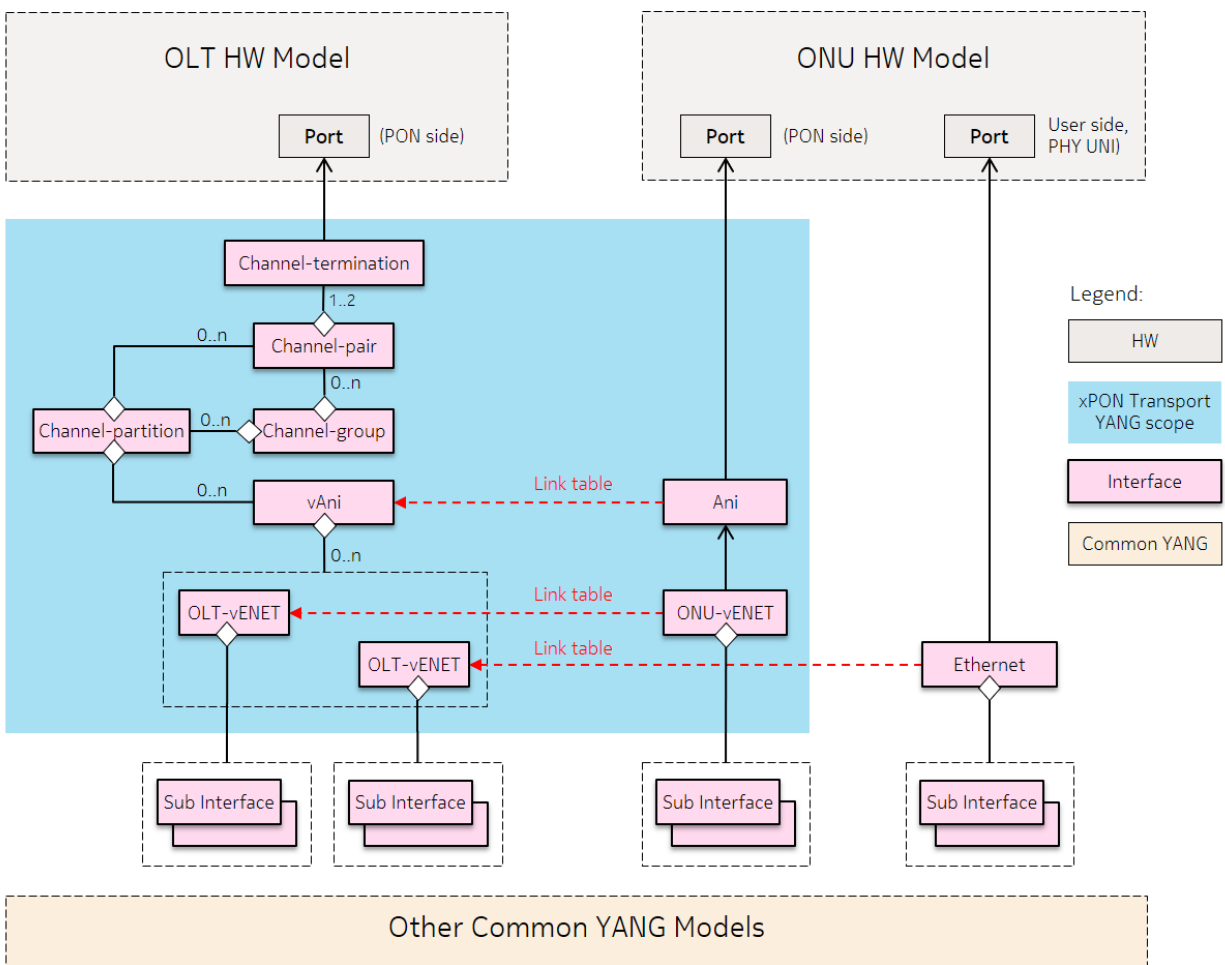 OLT HW Model
ONU HW Model
Port
(PON side)
Port
(PON side)
Port
User side,
PHY UNI)
Channel-termination
1..2
Channel-pair
0..n
0..n
Channel-partition
0..n
Channel-group
0..n
vAni
Link table
Ani
0..n
OLT-vENET
Link table
ONU-vENET
OLT-vENET
Link table
Ethernet
Sub Interface
Sub Interface
Sub Interface
Sub Interface
Legend:
HW
xPON Transport
YANG scope
Interface
Common YANG
Other Common YANG Models